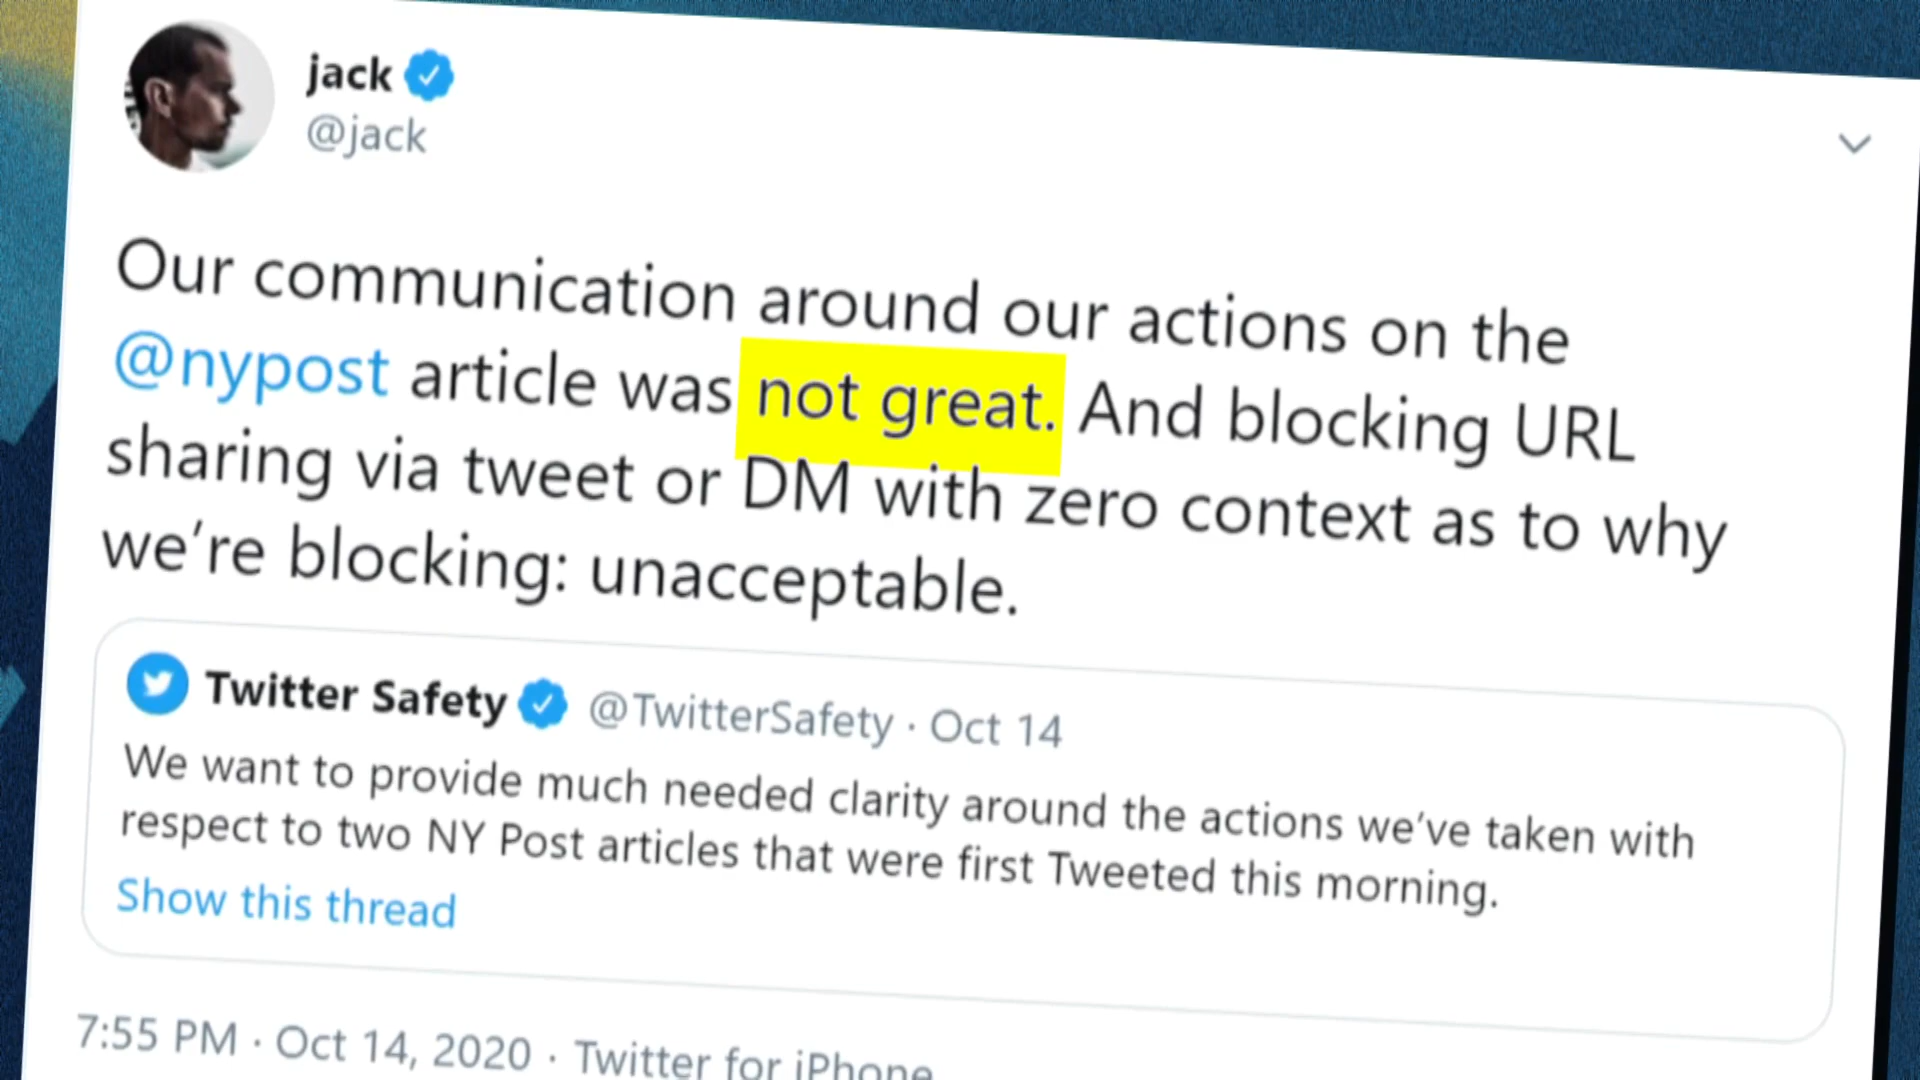 jack
@jack
Our communication around our actions on the
@nypost article was not great. And blocking URL
sharing via tweet or DM with zero context as to why
we’re blocking: unacceptable.
Twitter Safety @TwitterSafety · Oct 14
We want to provide much needed clarity around the actions we’ve taken with
respect to two NY Post articles that were first Tweeted this morning.
Show this thread
7:55 PM · Oct 14, 2020 · Twitter for iPhone